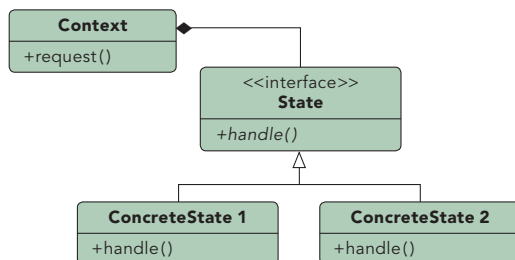 Context
+request()
<<interface>>
State
+handle()
ConcreteState 1
+handle()
ConcreteState 2
+handle()